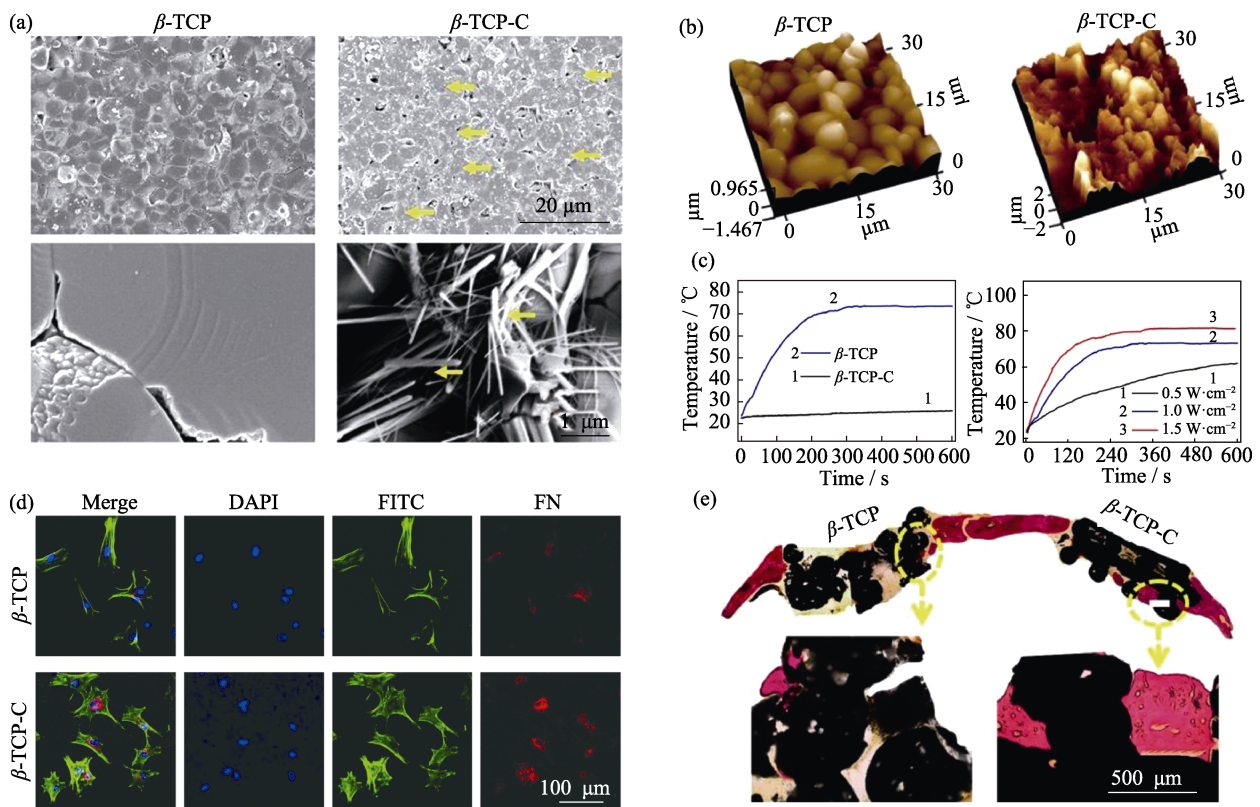 (a)
β-TCP
β-TCP-C
20 μm
1 μm
(b)
β-TCP
β-TCP-C
30
15
μm
0
0.965
0
−1.467
μm
0
15
μm
30
30
15
μm
0
2
0
−2
μm
0
15
μm
30
(c)
Temperature / ℃
80
70
60
50
40
30
20
2
2 β-TCP
1 β-TCP-C
1
0 100 200 300 400 500 600
Time / s
Temperature / ℃
100
80
60
40
20
3
2
1
1 0.5 W·cm⁻²
2 1.0 W·cm⁻²
3 1.5 W·cm⁻²
0 120 240 360 480 600
Time / s
(d)
Merge DAPI FITC FN
β-TCP
β-TCP-C
100 μm
(e)
β-TCP
β-TCP-C
500 μm